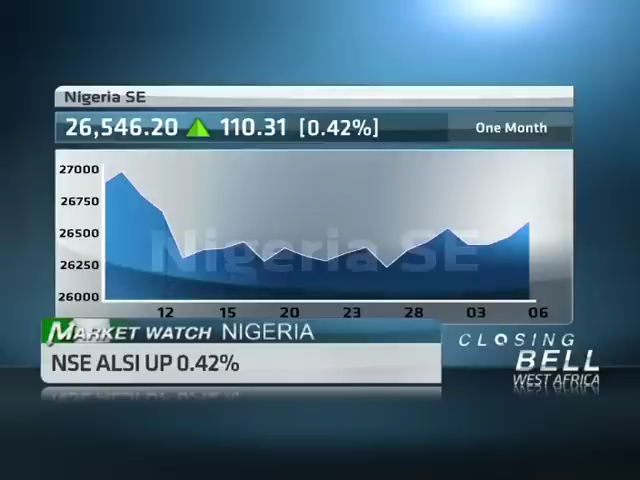 Nigeria SE
26,546.20 110.31 [0.42%] One Month
27000
26750
26500
26250
26000
Nigeria SE
12 15 20 23 28 03 06
MARKET WATCH NIGERIA
NSE ALSI UP 0.42%
CLOSING
BELL
WEST AFRICA